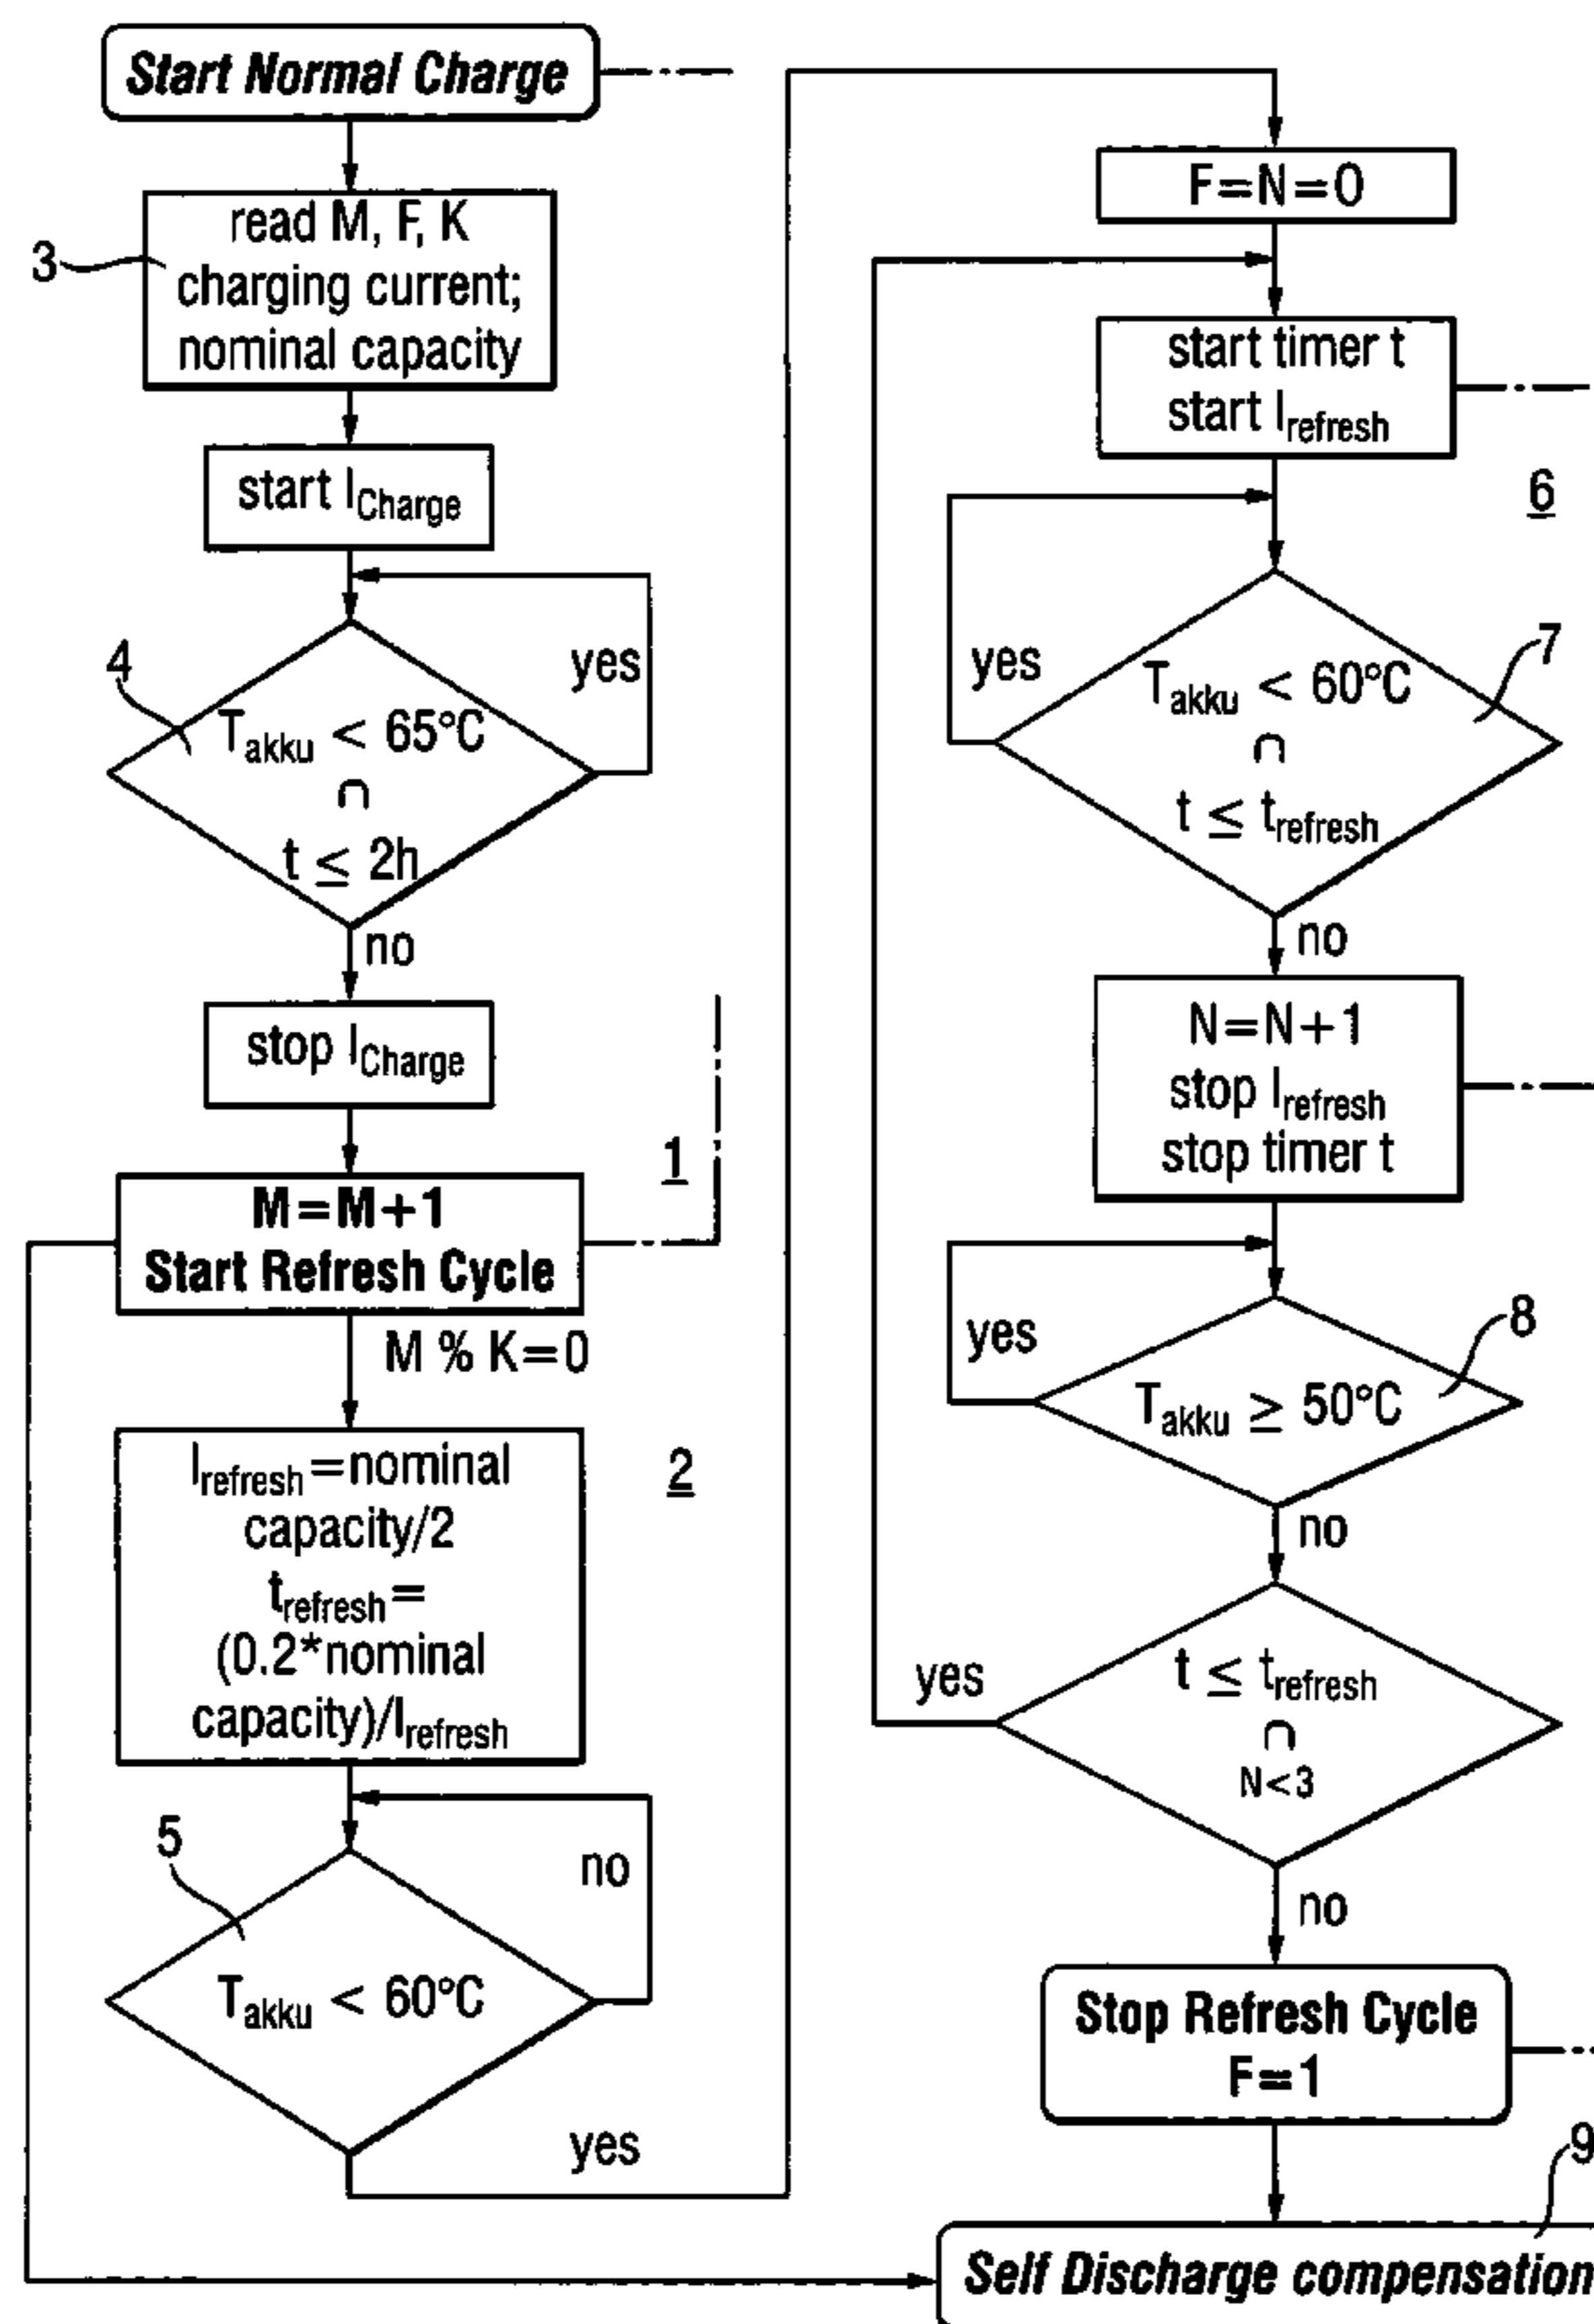 Start Normal Charge
3
read M, F, K
charging current;
nominal capacity
start I_Charge
4
yes
T_akku < 65°C
∩
t ≤ 2h
no
stop I_Charge
1
M=M+1
Start Refresh Cycle
M % K=0
2
I_refresh=nominal
capacity/2
t_refresh=
(0.2*nominal
capacity)/I_refresh
5
no
T_akku < 60°C
yes
F=N=0
start timer t
start I_refresh
6
7
yes
T_akku < 60°C
∩
t ≤ t_refresh
no
N=N+1
stop I_refresh
stop timer t
yes
8
T_akku ≥ 50°C
no
yes
t ≤ t_refresh
∩
N<3
no
Stop Refresh Cycle
F=1
9
Self Discharge compensation